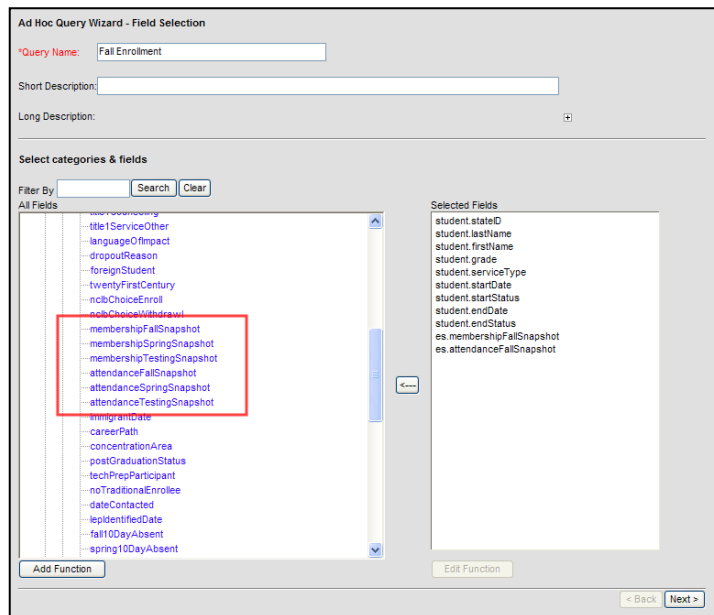 Ad Hoc Query Wizard - Field Selection
*Query Name: Fall Enrollment
Short Description:
Long Description:
Select categories & fields
Filter By Search Clear
All Fields
title1ServiceOther
languageOfImpact
dropoutReason
foreignStudent
twentyFirstCentury
nclbChoiceEnroll
nclbChoiceWithdrawl
membershipFallSnapshot
membershipSpringSnapshot
membershipTestingSnapshot
attendanceFallSnapshot
attendanceSpringSnapshot
attendanceTestingSnapshot
immigrantDate
careerPath
concentrationArea
postGraduationStatus
techPrepParticipant
noTraditionalEnrollee
dateContacted
lepIdentifiedDate
fall10DayAbsent
spring10DayAbsent
Add Function
<---
Selected Fields
student.stateID
student.lastName
student.firstName
student.grade
student.serviceType
student.startDate
student.startStatus
student.endDate
student.endStatus
es.membershipFallSnapshot
es.attendanceFallSnapshot
Edit Function
< Back Next >